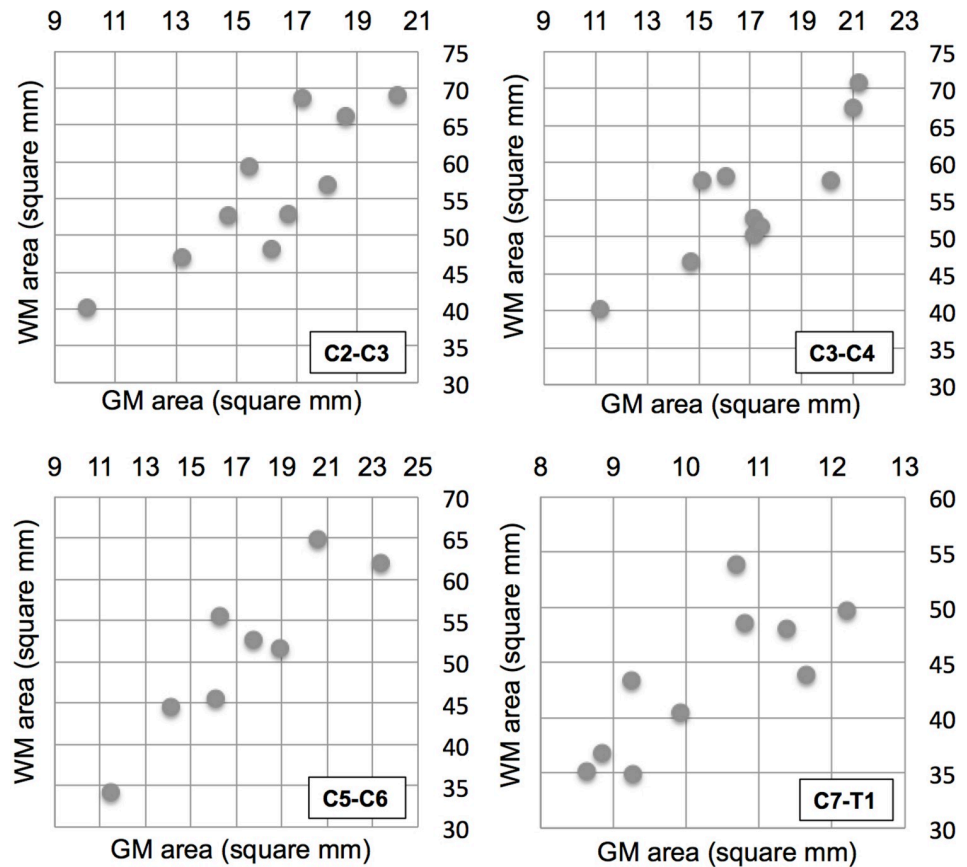 9 11 13 15 17 19 21
75
70
65
60
55
50
45
40
35
30
WM area (square mm)
C2-C3
GM area (square mm)
9 11 13 15 17 19 21 23
75
70
65
60
55
50
45
40
35
30
WM area (square mm)
C3-C4
GM area (square mm)
9 11 13 15 17 19 21 23 25
70
65
60
55
50
45
40
35
30
WM area (square mm)
C5-C6
GM area (square mm)
8 9 10 11 12 13
60
55
50
45
40
35
30
WM area (square mm)
C7-T1
GM area (square mm)